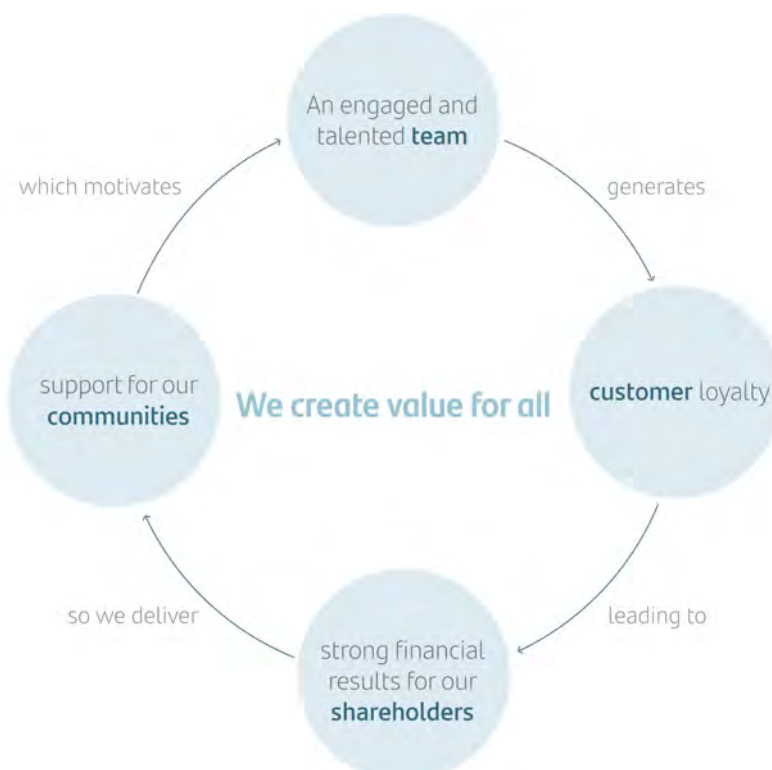 An engaged and
talented team
generates
customer loyalty
leading to
strong financial
results for our
shareholders
so we deliver
support for our
communities
which motivates
We create value for all